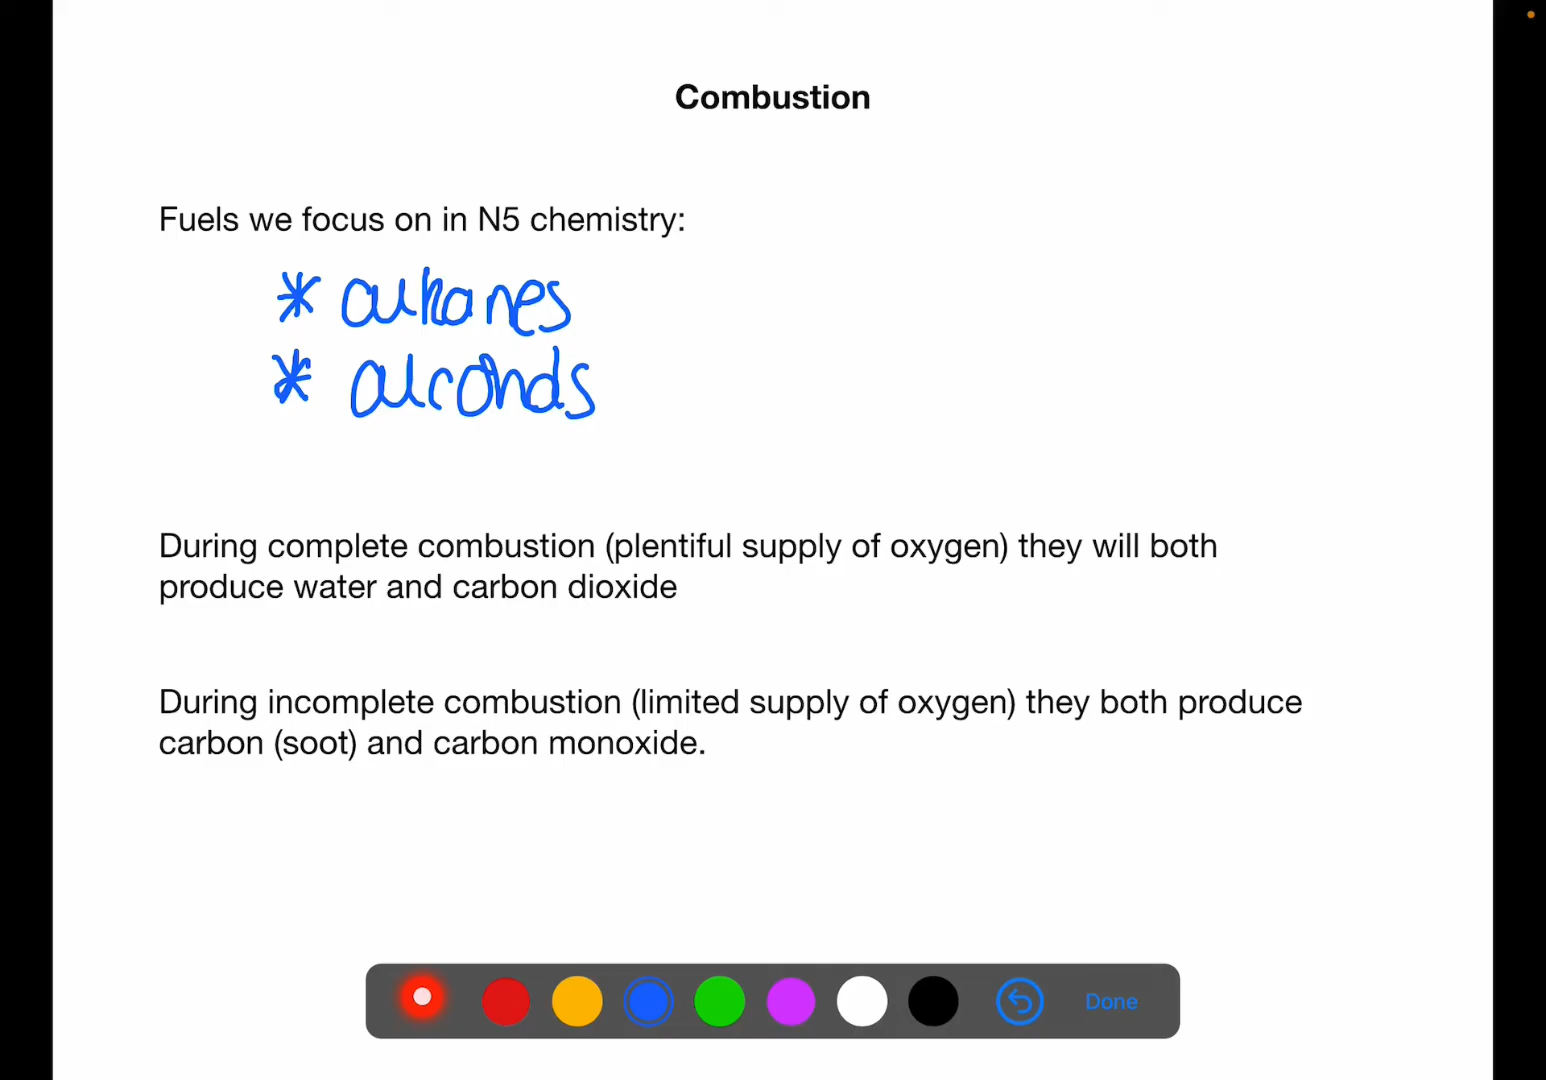 Combustion
Fuels we focus on in N5 chemistry:
* alkanes
* alcohols
During complete combustion (plentiful supply of oxygen) they will both
produce water and carbon dioxide
During incomplete combustion (limited supply of oxygen) they both produce
carbon (soot) and carbon monoxide.
Done